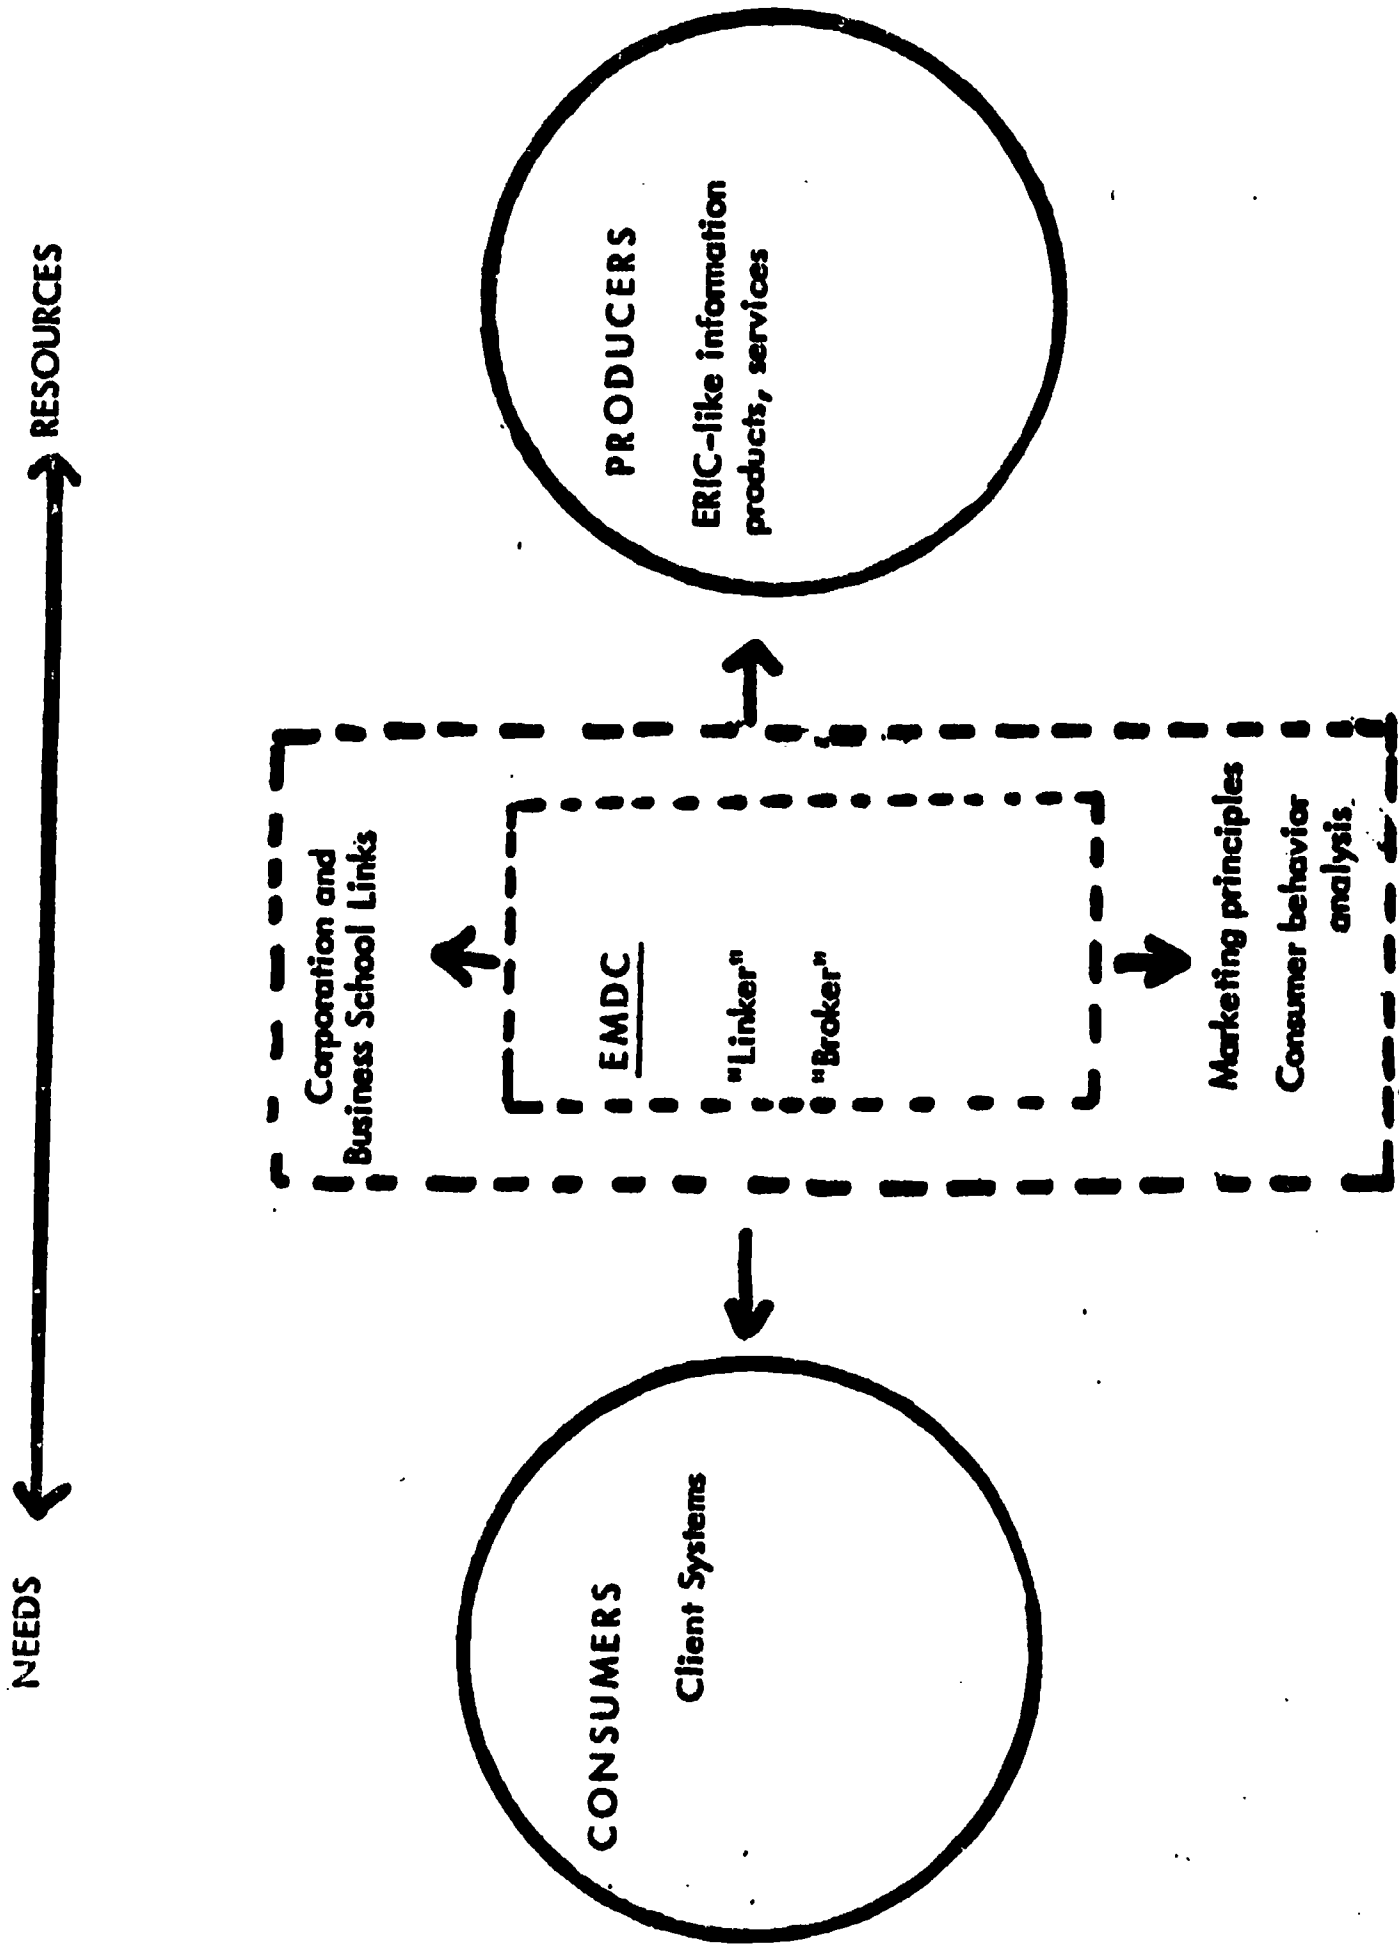 NEEDS
RESOURCES
CONSUMERS
Client Systems
Corporation and
Business School Links
EMDC
"Linker"
"Broker"
Marketing principles
Consumer behavior
analysis
PRODUCERS
ERIC-like information
products, services